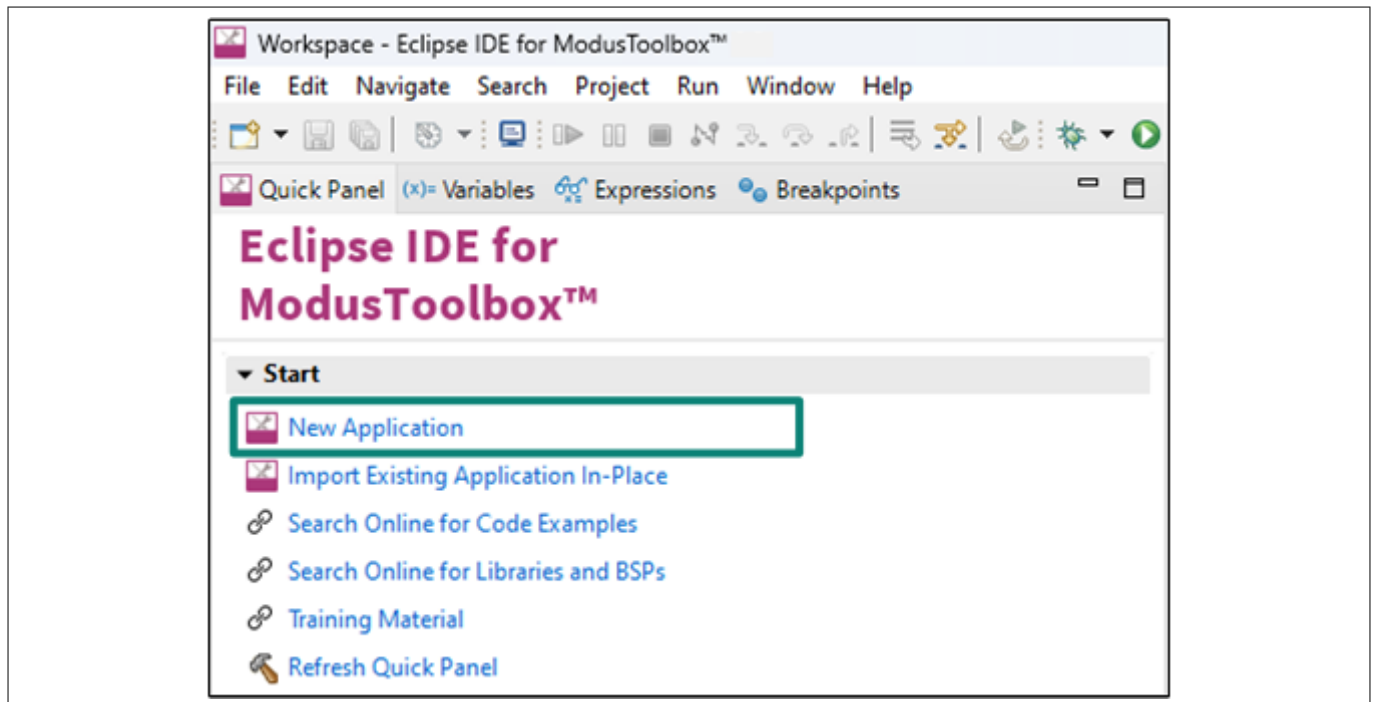 Workspace - Eclipse IDE for ModusToolbox™
File Edit Navigate Search Project Run Window Help
Quick Panel (x)= Variables Expressions Breakpoints
Eclipse IDE for
ModusToolbox™
Start
New Application
Import Existing Application In-Place
Search Online for Code Examples
Search Online for Libraries and BSPs
Training Material
Refresh Quick Panel